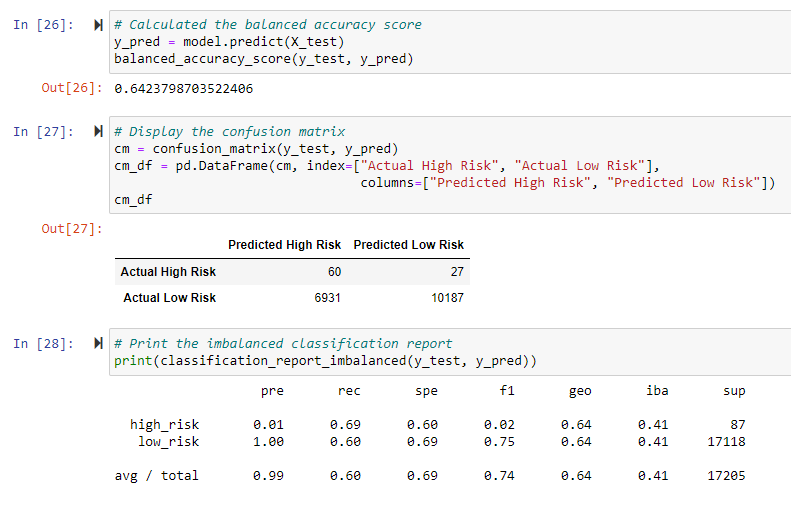 In [26]: # Calculated the balanced accuracy score
y_pred = model.predict(X_test)
balanced_accuracy_score(y_test, y_pred)
Out[26]: 0.6423798703522406
In [27]: # Display the confusion matrix
cm = confusion_matrix(y_test, y_pred)
cm_df = pd.DataFrame(cm, index=["Actual High Risk", "Actual Low Risk"],
columns=["Predicted High Risk", "Predicted Low Risk"])
cm_df
Out[27]:
Predicted High Risk Predicted Low Risk
Actual High Risk 60 27
Actual Low Risk 6931 10187
In [28]: # Print the imbalanced classification report
print(classification_report_imbalanced(y_test, y_pred))
pre rec spe f1 geo iba sup
high_risk 0.01 0.69 0.60 0.02 0.64 0.41 87
low_risk 1.00 0.60 0.69 0.75 0.64 0.41 17118
avg / total 0.99 0.60 0.69 0.74 0.64 0.41 17205